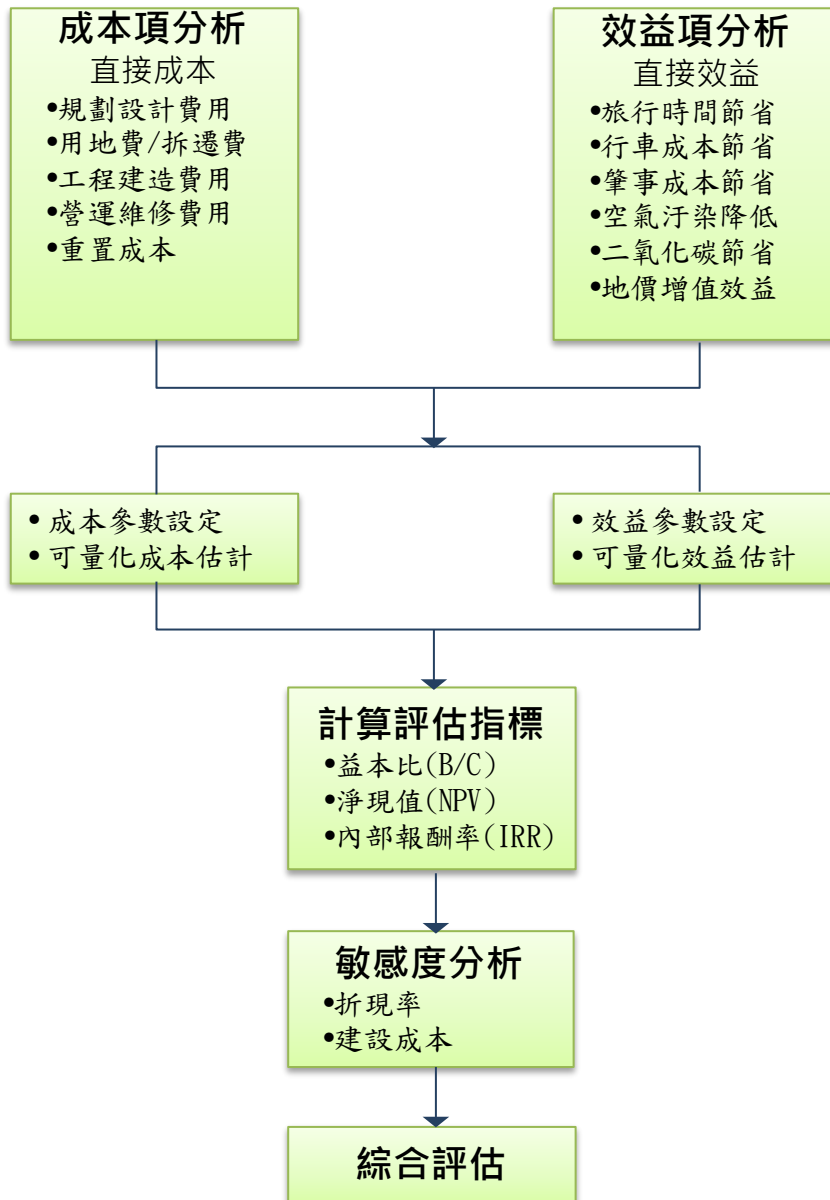 成本項分析
直接成本
•規劃設計費用
•用地費/拆遷費
•工程建造費用
•營運維修費用
•重置成本
效益項分析
直接效益
•旅行時間節省
•行車成本節省
•肇事成本節省
•空氣汙染降低
•二氧化碳節省
•地價增值效益
• 成本參數設定
• 可量化成本估計
• 效益參數設定
• 可量化效益估計
計算評估指標
•益本比(B/C)
•淨現值(NPV)
•內部報酬率(IRR)
敏感度分析
•折現率
•建設成本
綜合評估